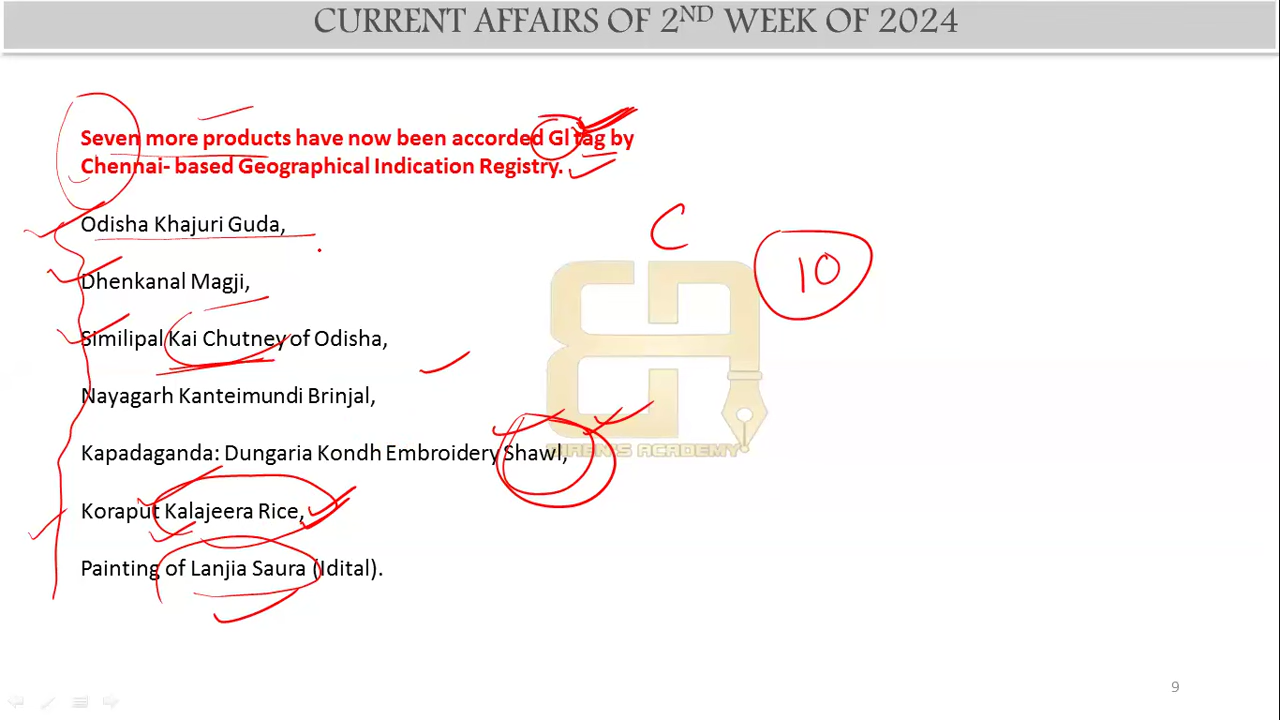 CURRENT AFFAIRS OF 2ND WEEK OF 2024
Seven more products have now been accorded GI tag by
Chennai- based Geographical Indication Registry.
Odisha Khajuri Guda,
Dhenkanal Magji,
Similipal Kai Chutney of Odisha,
Nayagarh Kanteimundi Brinjal,
Kapadaganda: Dungaria Kondh Embroidery Shawl,
Koraput Kalajeera Rice,
Painting of Lanjia Saura (Idital).
C
10
ACADEMY
9